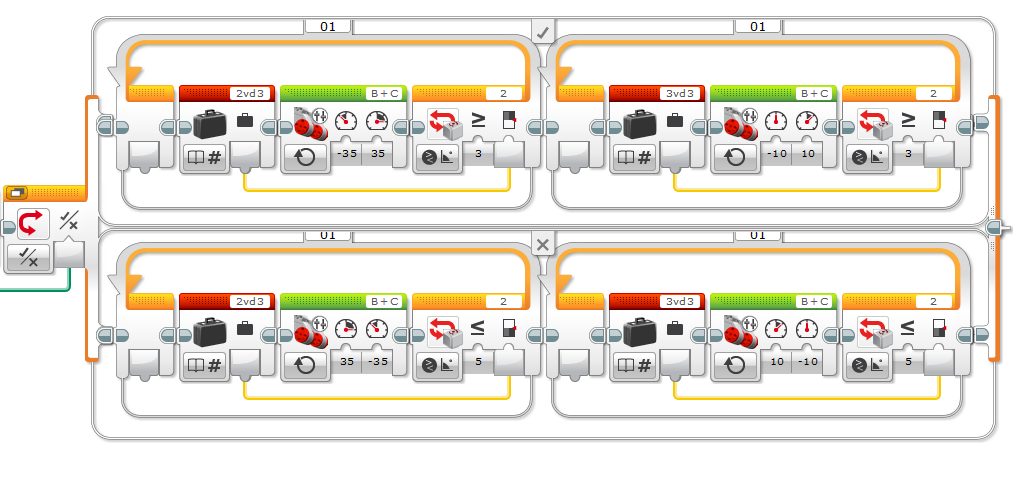 01 01
2vd3 B+C 2 3vd3 B+C 2
≥ ≥
# -35 35 3 # -10 10 3
01 01
2vd3 B+C 2 3vd3 B+C 2
≤ ≤
# 35 -35 5 # 10 -10 5